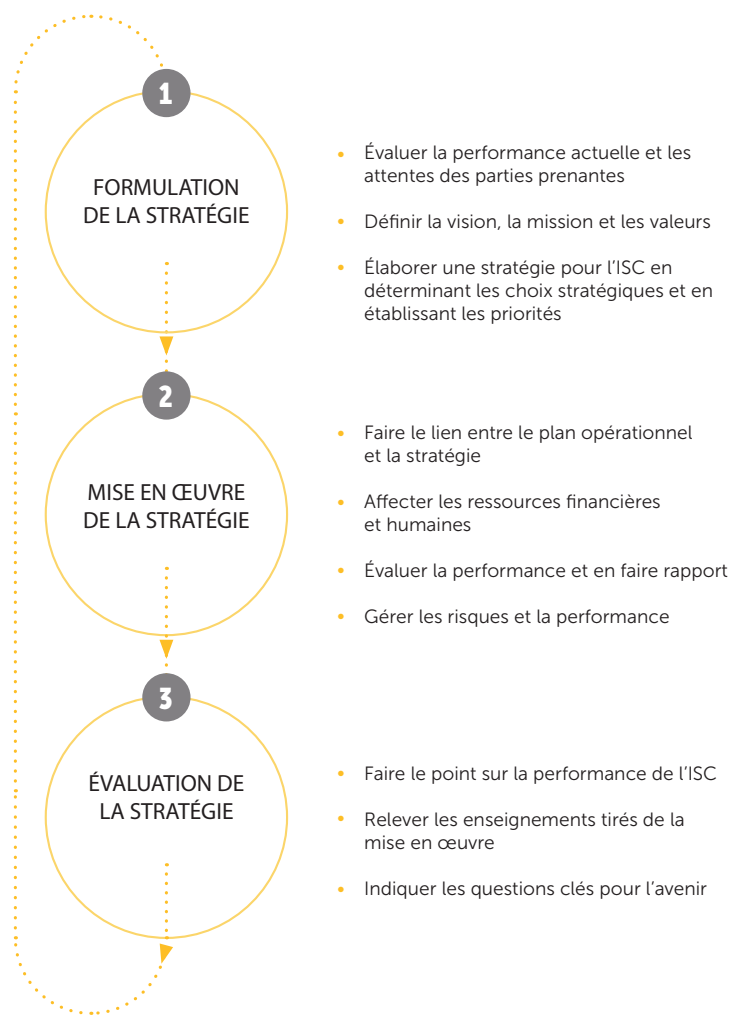 1
FORMULATION
DE LA STRATÉGIE
• Évaluer la performance actuelle et les
attentes des parties prenantes
• Définir la vision, la mission et les valeurs
• Élaborer une stratégie pour l’ISC en
déterminant les choix stratégiques et en
établissant les priorités
2
MISE EN ŒUVRE
DE LA STRATÉGIE
• Faire le lien entre le plan opérationnel
et la stratégie
• Affecter les ressources financières
et humaines
• Évaluer la performance et en faire rapport
• Gérer les risques et la performance
3
ÉVALUATION DE
LA STRATÉGIE
• Faire le point sur la performance de l’ISC
• Relever les enseignements tirés de la
mise en œuvre
• Indiquer les questions clés pour l’avenir